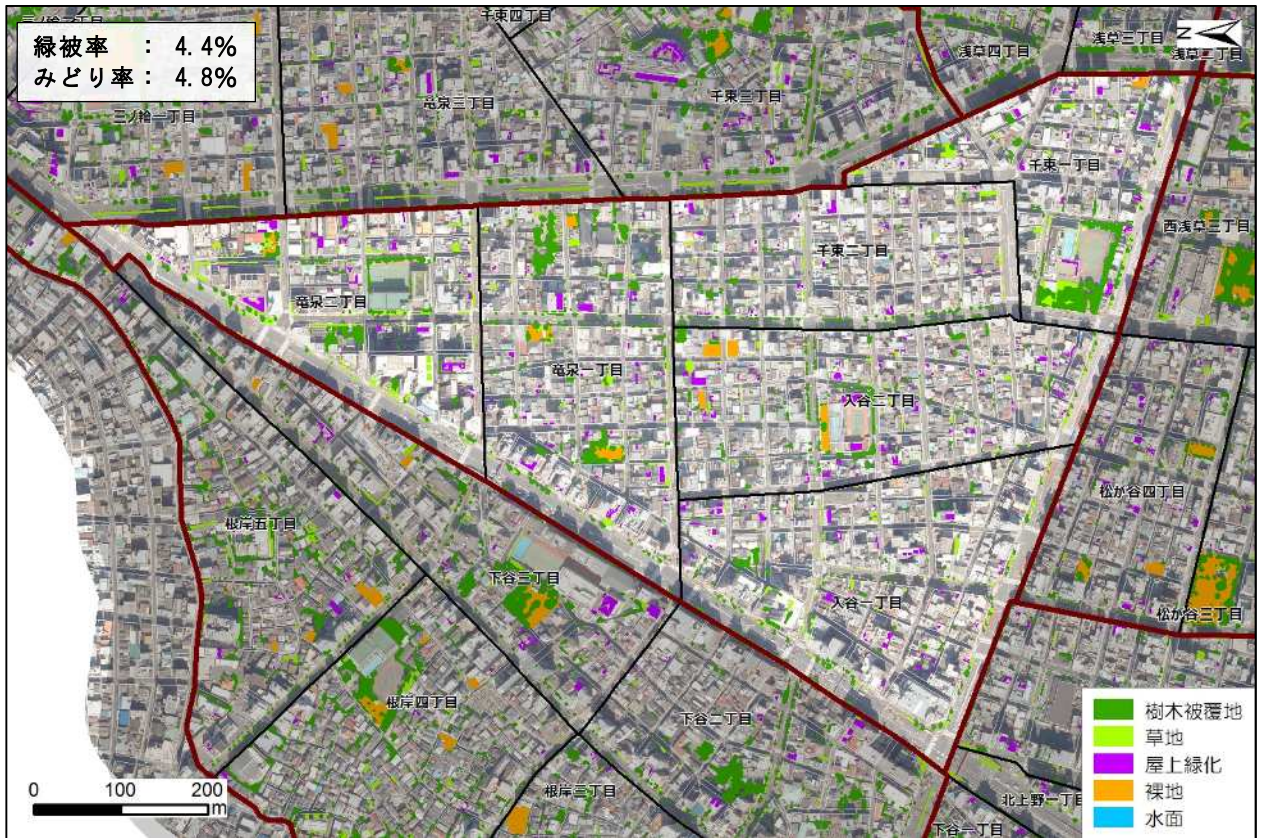 緑被率 : 4.4%
みどり率 : 4.8%
千束四丁目
浅草三丁目
浅草四丁目
浅草二丁目
N
竜泉三丁目
千束三丁目
三ノ輪一丁目
千束一丁目
西浅草三丁目
千束二丁目
竜泉二丁目
竜泉一丁目
入谷二丁目
松が谷四丁目
根岸五丁目
下谷三丁目
入谷一丁目
松が谷三丁目
根岸四丁目
下谷二丁目
根岸三丁目
北上野一丁目
下谷一丁目
0 100 200
m
樹木被覆地
草地
屋上緑化
裸地
水面